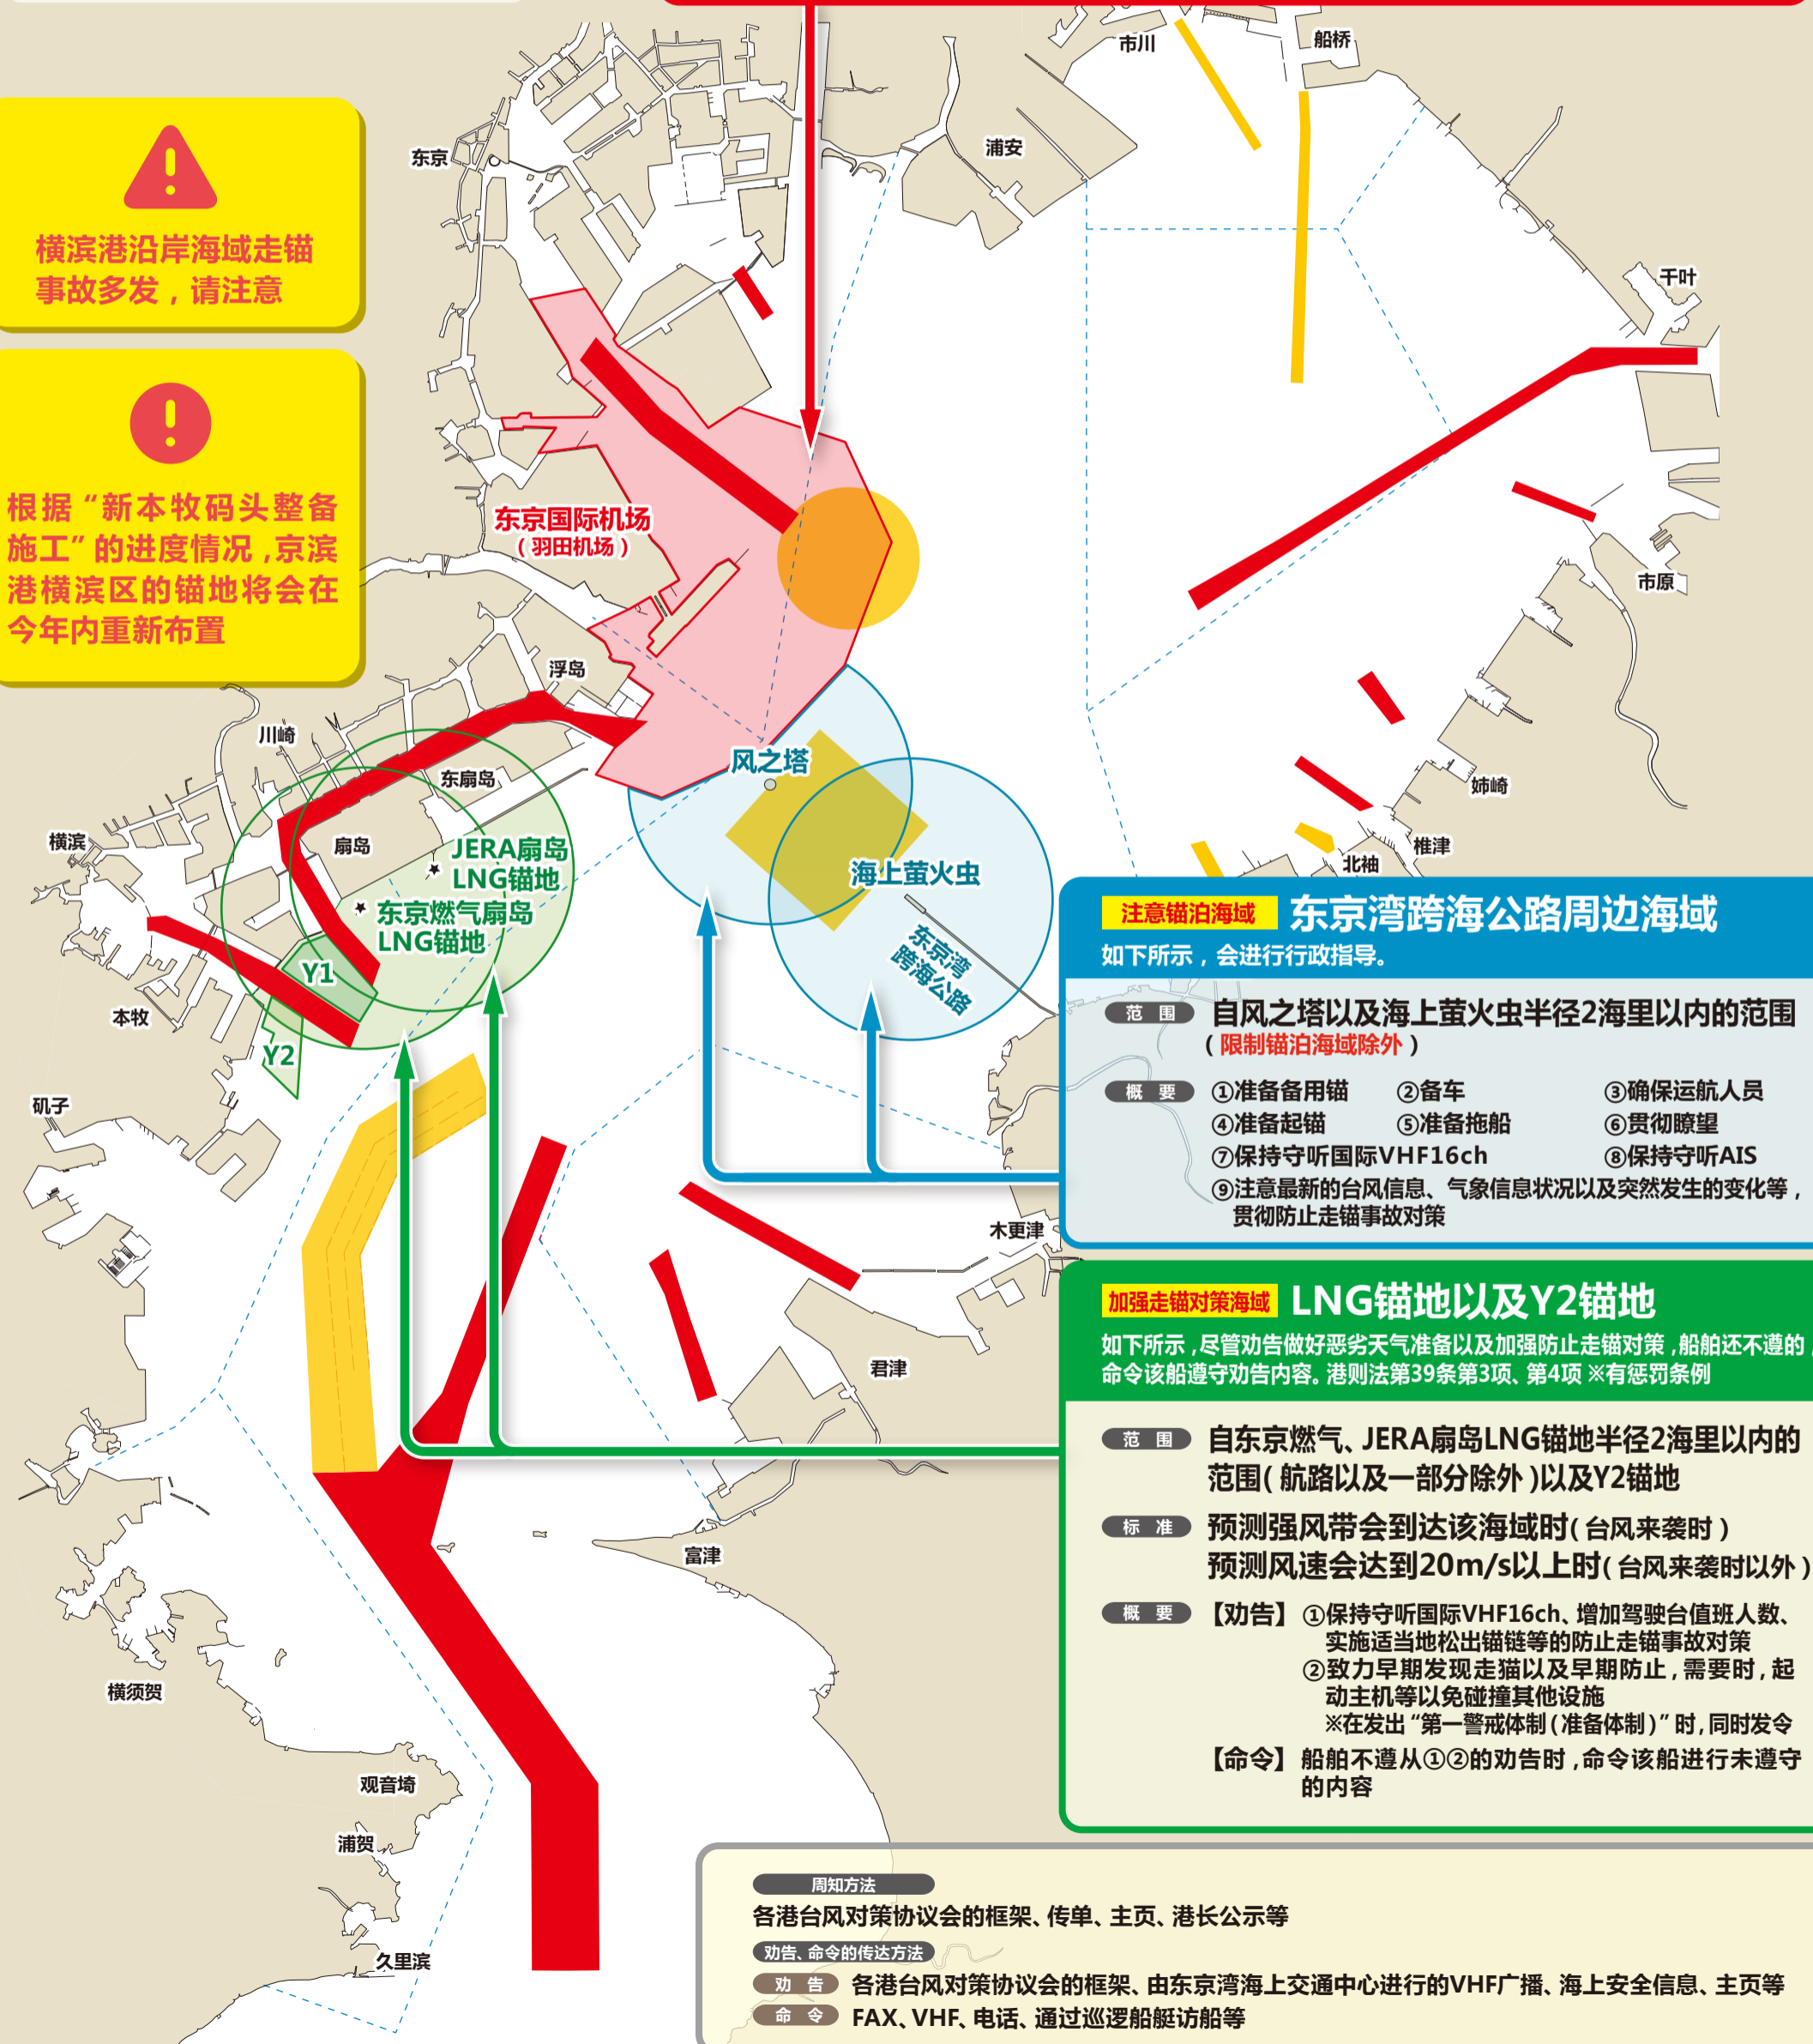 市川
船桥
东京
浦安
千叶
横滨港沿岸海域走锚
事故多发，请注意
根据“新本牧码头整备
施工”的进度情况，京滨
港横滨区的锚地将会在
今年内重新布置
东京国际机场
（羽田机场）
市原
浮岛
川崎
东扇岛
风之塔
姉崎
横滨
扇岛
JERA扇岛
LNG锚地
椎津
北袖
海上萤火虫
东京燃气扇岛
LNG锚地
东京湾
跨海公路
Y1
本牧
Y2
矶子
木更津
君津
富津
横须贺
观音埼
浦贺
久里滨
注意锚泊海域 东京湾跨海公路周边海域
如下所示，会进行行政指导。
范围 自风之塔以及海上萤火虫半径2海里以内的范围
（限制锚泊海域除外）
概要 ①准备备用锚 ②备车 ③确保运航人员
④准备起锚 ⑤准备拖船 ⑥贯彻瞭望
⑦保持守听国际VHF16ch ⑧保持守听AIS
⑨注意最新的台风信息、气象信息状况以及突然发生的变化等，
贯彻防止走锚事故对策
加强走锚对策海域 LNG锚地以及Y2锚地
如下所示，尽管劝告做好恶劣天气准备以及加强防止走锚对策，船舶还不遵的，
命令该船遵守劝告内容。港则法第39条第3项、第4项 ※有惩罚条例
范围 自东京燃气、JERA扇岛LNG锚地半径2海里以内的
范围（航路以及一部分除外）以及Y2锚地
标准 预测强风带会到达该海域时（台风来袭时）
预测风速会达到20m/s以上时（台风来袭时以外）
概要 【劝告】①保持守听国际VHF16ch、增加驾驶台值班人数、
实施适当地松出锚链等的防止走锚事故对策
②致力早期发现走猫以及早期防止，需要时，起
动主机等以免碰撞其他设施
※在发出“第一警戒体制（准备体制）”时，同时发令
【命令】船舶不遵从①②的劝告时，命令该船进行未遵守
的内容
周知方法
各港台风对策协议会的框架、传单、主页、港长公示等
劝告、命令的传达方法
劝告 各港台风对策协议会的框架、由东京湾海上交通中心进行的VHF广播、海上安全信息、主页等
命令 FAX、VHF、电话、通过巡逻船艇访船等